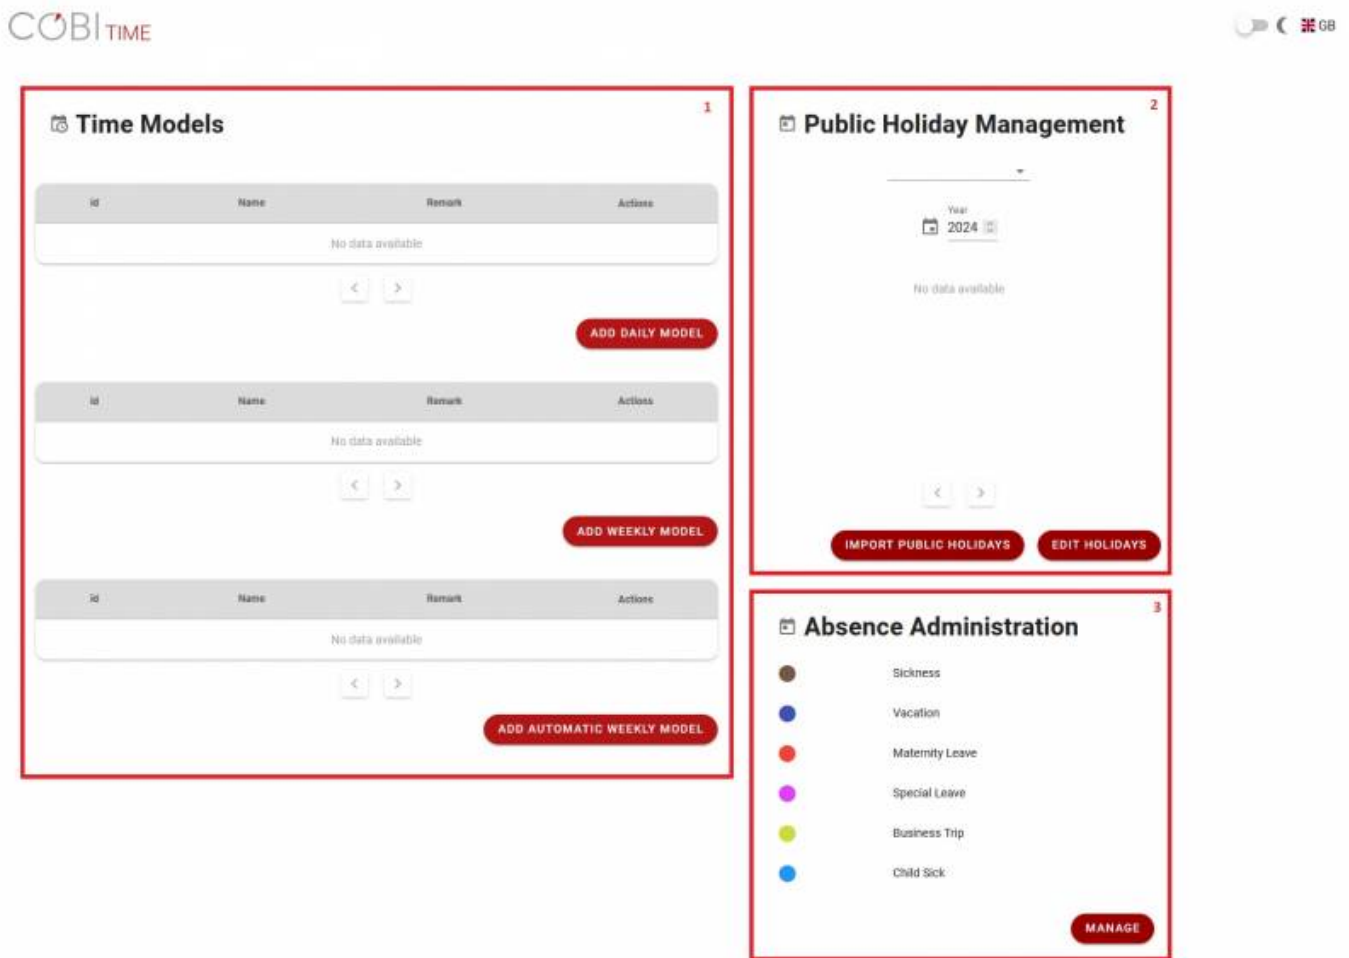 COBI TIME
GB
1
Time Models
id Name Remark Actions
No data available
< >
ADD DAILY MODEL
id Name Remark Actions
No data available
< >
ADD WEEKLY MODEL
id Name Remark Actions
No data available
< >
ADD AUTOMATIC WEEKLY MODEL
2
Public Holiday Management
Year
2024
No data available
< >
IMPORT PUBLIC HOLIDAYS EDIT HOLIDAYS
3
Absence Administration
Sickness
Vacation
Maternity Leave
Special Leave
Business Trip
Child Sick
MANAGE